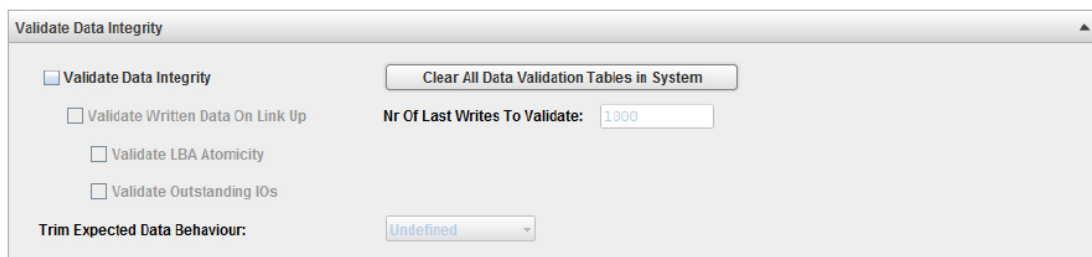 Validate Data Integrity
Validate Data Integrity Clear All Data Validation Tables in System
Validate Written Data On Link Up Nr Of Last Writes To Validate: 1000
Validate LBA Atomicity
Validate Outstanding IOs
Trim Expected Data Behaviour: Undefined